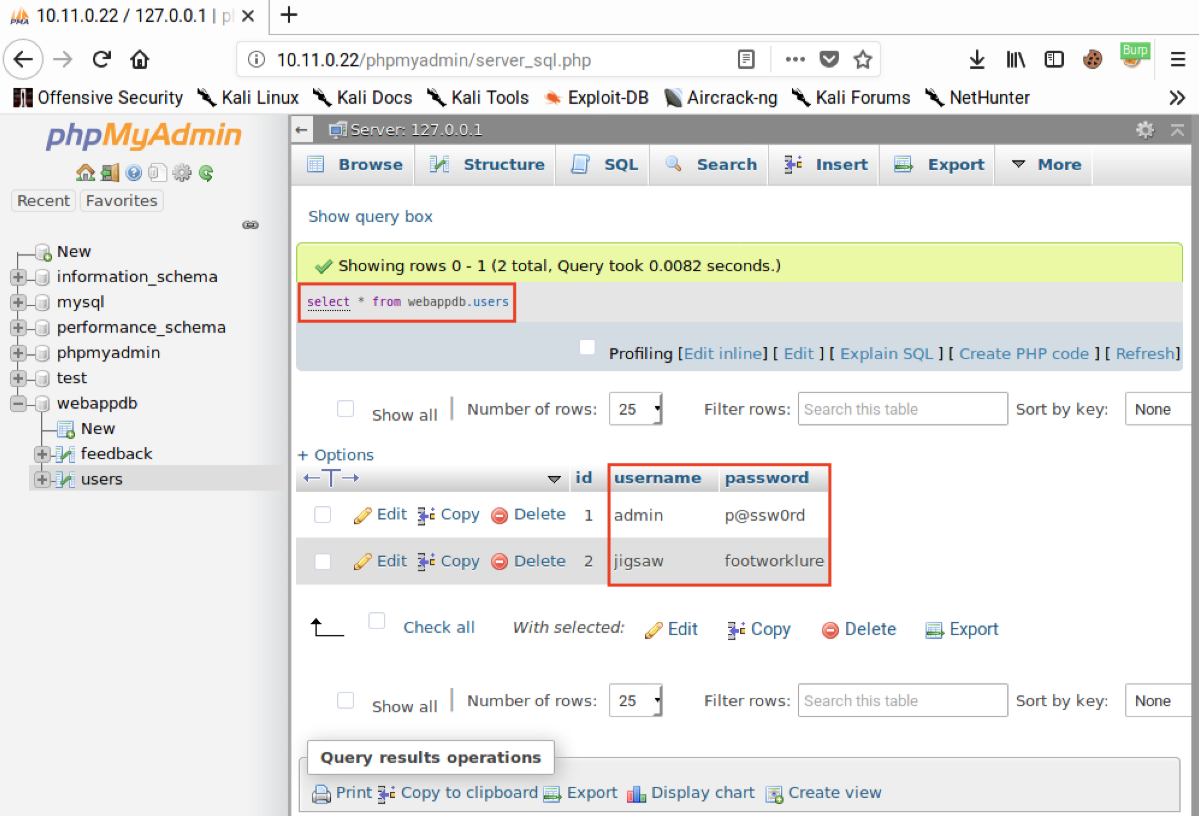 10.11.0.22 / 127.0.0.1 | p
10.11.0.22/phpmyadmin/server_sql.php
Burp
Offensive Security Kali Linux Kali Docs Kali Tools Exploit-DB Aircrack-ng Kali Forums NetHunter
phpMyAdmin
Recent Favorites
New
information_schema
mysql
performance_schema
phpmyadmin
test
webappdb
New
feedback
users
Server: 127.0.0.1
Browse Structure SQL Search Insert Export More
Show query box
Showing rows 0 - 1 (2 total, Query took 0.0082 seconds.)
select * from webappdb.users
Profiling [Edit inline] [ Edit ] [ Explain SQL ] [ Create PHP code ] [ Refresh]
Show all | Number of rows: 25 Filter rows: Search this table Sort by key: None
+ Options
←T→ id username password
Edit Copy Delete 1 admin p@ssw0rd
Edit Copy Delete 2 jigsaw footworklure
Check all With selected: Edit Copy Delete Export
Show all | Number of rows: 25 Filter rows: Search this table Sort by key: None
Query results operations
Print Copy to clipboard Export Display chart Create view